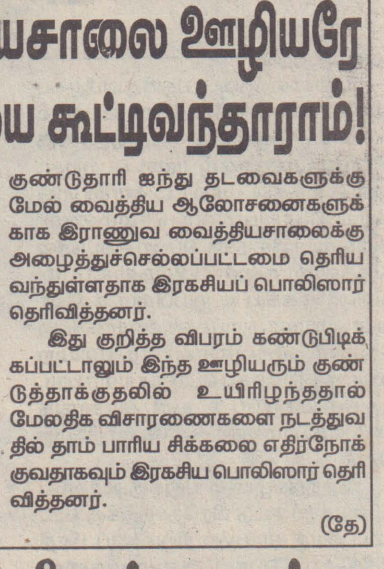 யசாலை ஊழியரே
ய கூட்டிவந்தாராம்!
குண்டுதாரி ஐந்து தடவைகளுக்கு
மேல் வைத்திய ஆலோசனைகளுக்
காக இராணுவ வைத்தியசாலைக்கு
அழைத்துச்செல்லப்பட்டமை தெரிய
வந்துள்ளதாக இரகசியப் பொலிஸார்
தெரிவித்தனர்.
இது குறித்த விபரம் கண்டுபிடிக்
கப்பட்டாலும் இந்த ஊழியரும் குண்
டுத்தாக்குதலில் உயிரிழந்ததால்
மேலதிக விசாரணைகளை நடத்துவ
தில் தாம் பாரிய சிக்கலை எதிர்நோக்
குவதாகவும் இரகசிய பொலிஸார் தெரி
வித்தனர்.
(தே)